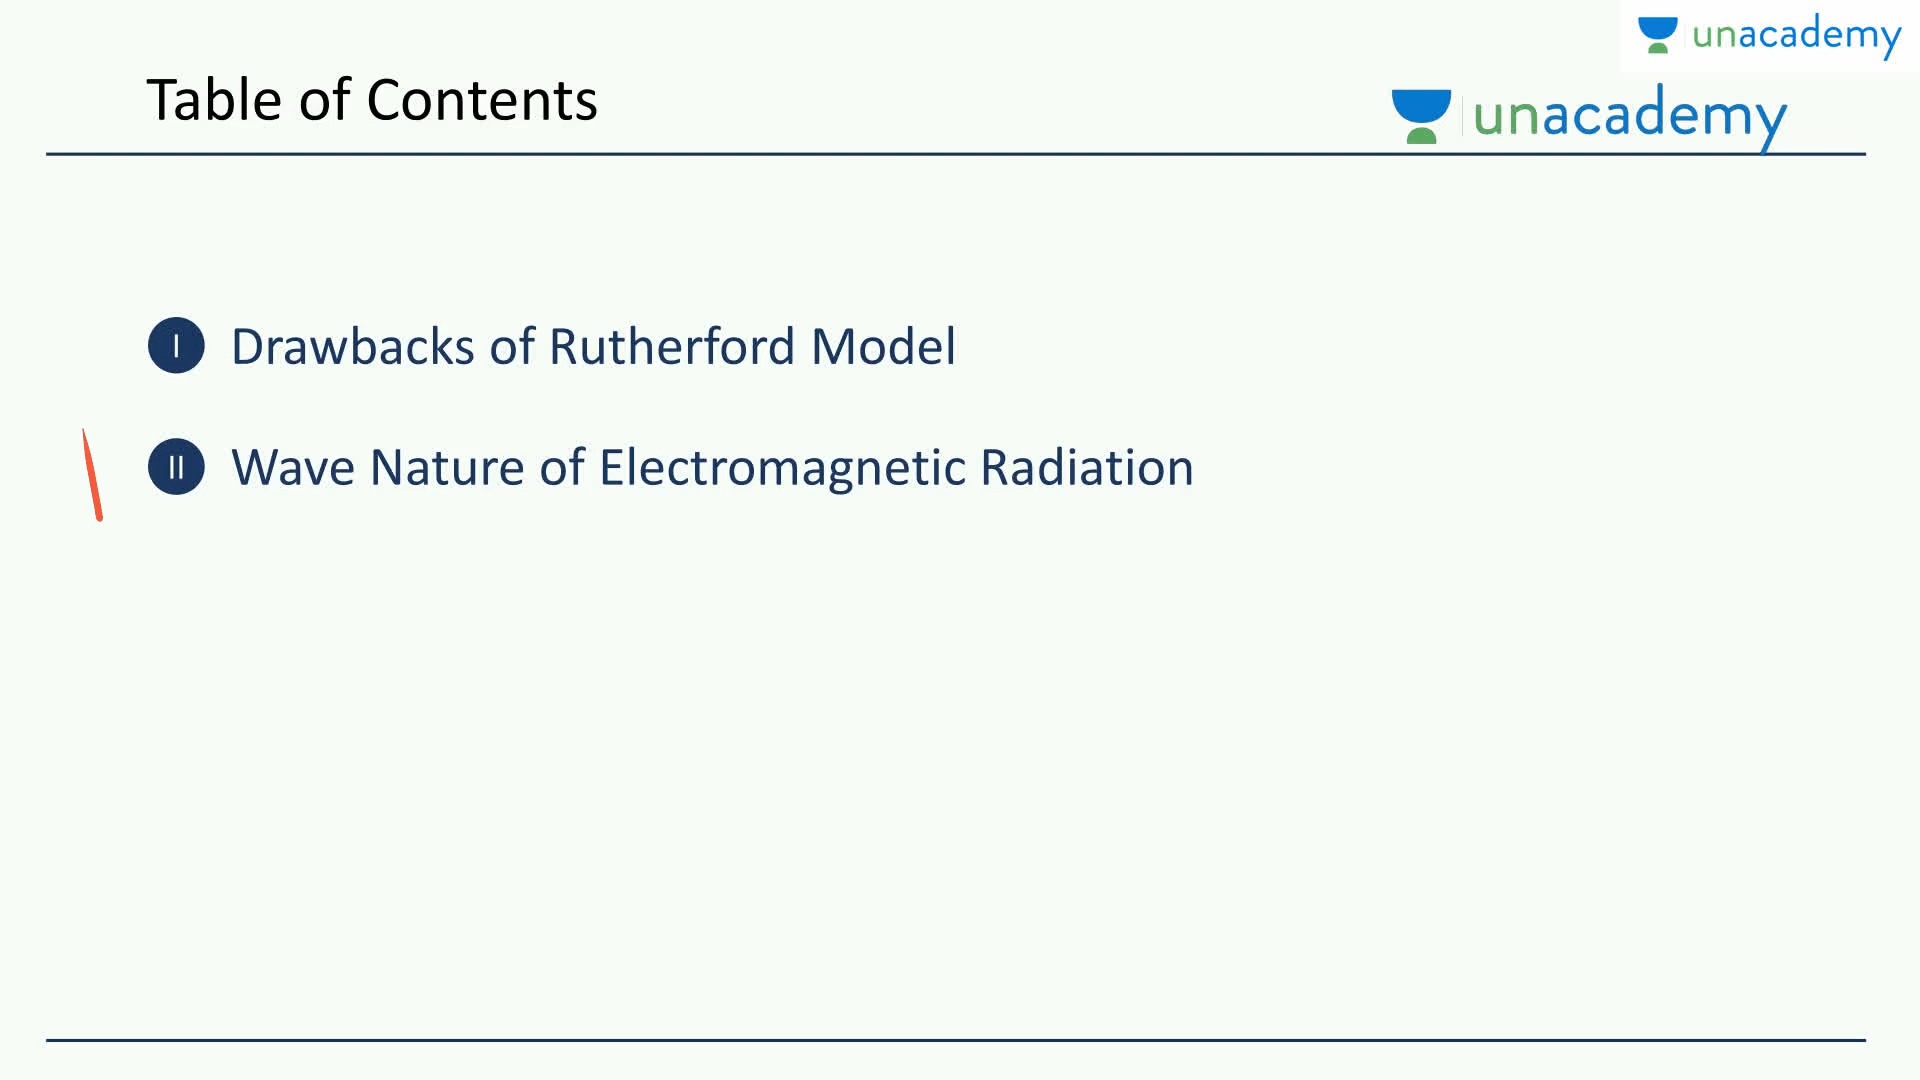 unacademy
Table of Contents
unacademy
I Drawbacks of Rutherford Model
II Wave Nature of Electromagnetic Radiation